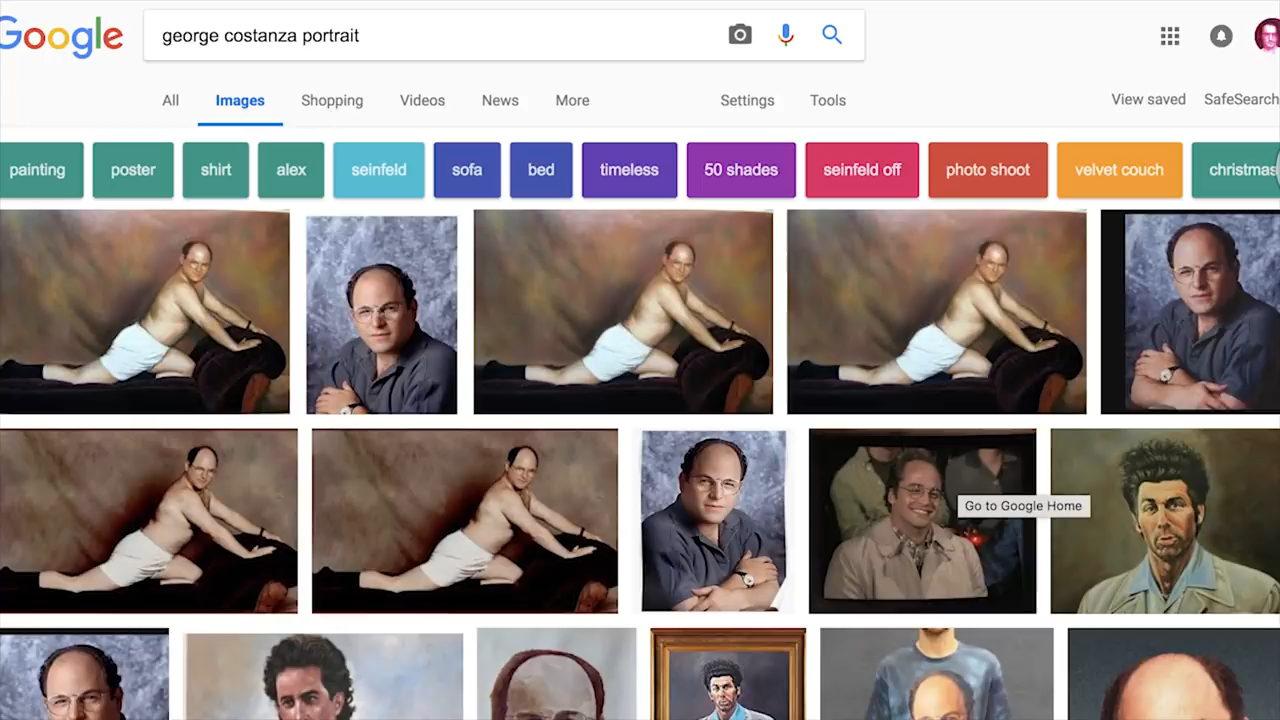 Google
george costanza portrait
All Images Shopping Videos News More Settings Tools View saved SafeSearch
painting poster shirt alex seinfeld sofa bed timeless 50 shades seinfeld off photo shoot velvet couch christmas
Go to Google Home